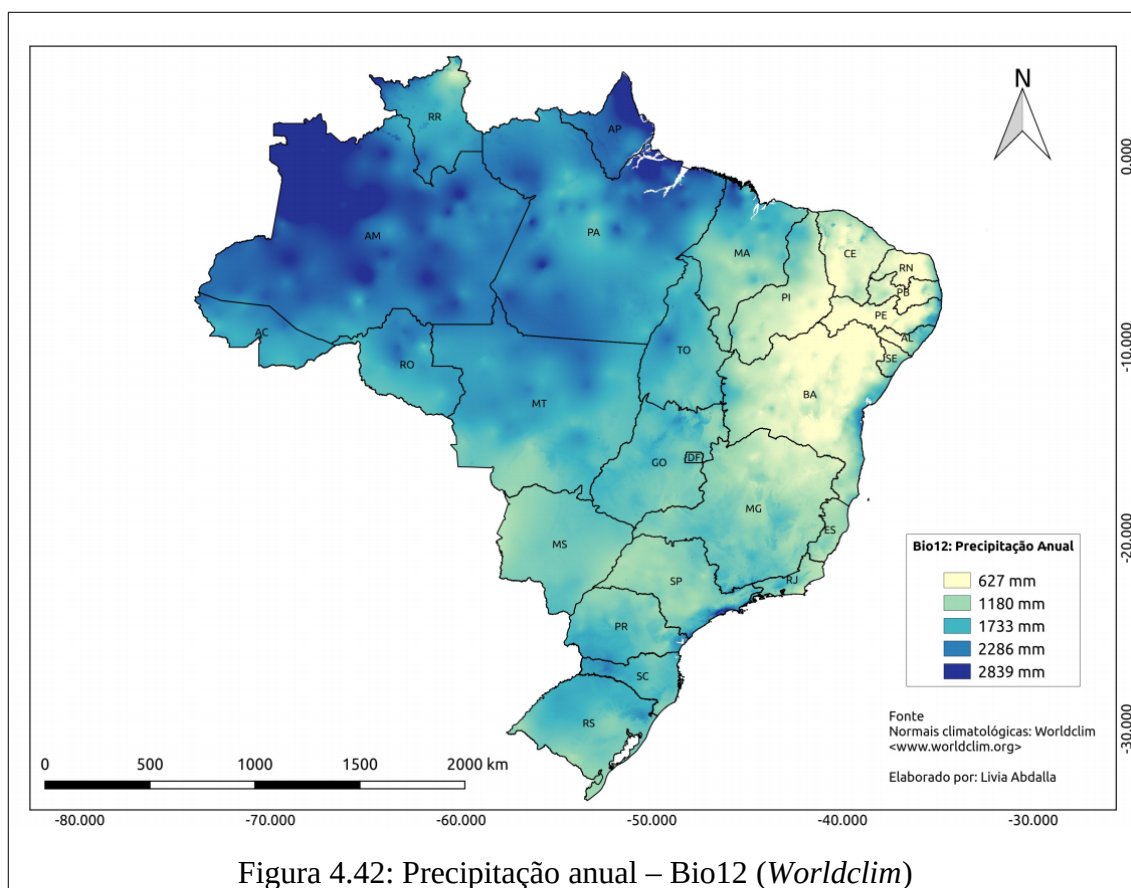 N
RR
AP
AM
PA
MA
CE
RN
PB
PE
AL
SE
PI
AC
RO
TO
BA
MT
GO
DF
MG
ES
MS
SP
RJ
PR
SC
RS
0.000
-10.000
-20.000
-30.000
Bio12: Precipitação Anual
627 mm
1180 mm
1733 mm
2286 mm
2839 mm
Fonte
Normais climatológicas: Worldclim
<www.worldclim.org>
Elaborado por: Livia Abdalla
0 500 1000 1500 2000 km
-80.000 -70.000 -60.000 -50.000 -40.000 -30.000
Figura 4.42: Precipitação anual – Bio12 (Worldclim)